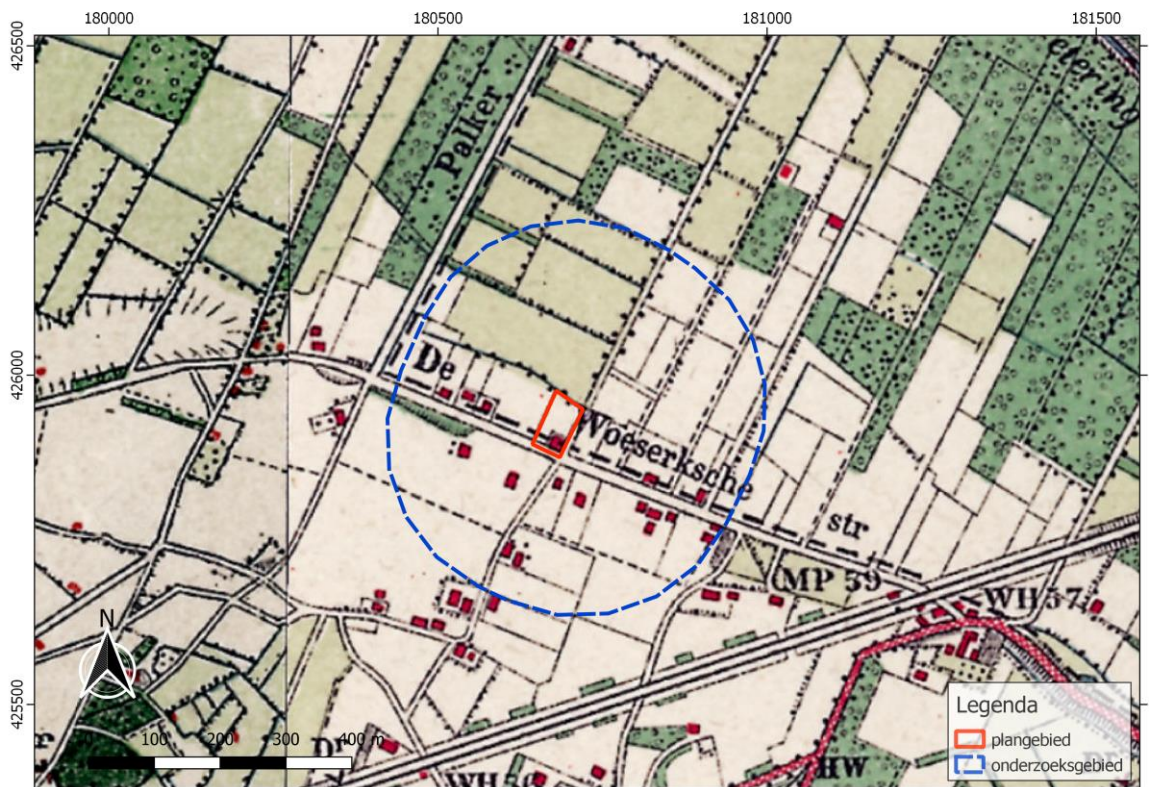 180000 180500 181000 181500
426500
426000
425500
etering
Palker
De
Woeserksche
str
MP 59
WH 57
HW
N
100 200 300 400 m
Legenda
plangebied
onderzoeksgebied